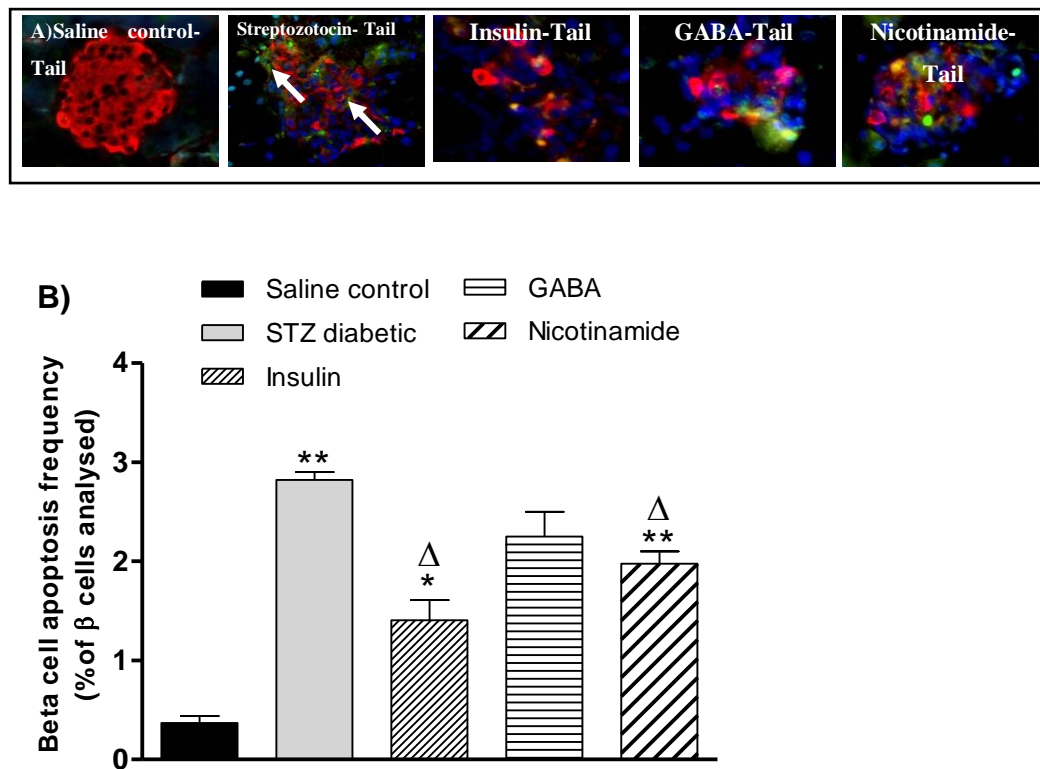 A)Saline control-
Tail
Streptozotocin- Tail
Insulin-Tail
GABA-Tail
Nicotinamide-
Tail
B)
Saline control
STZ diabetic
Insulin
GABA
Nicotinamide
Beta cell apoptosis frequency
(%of β cells analysed)
4
3
2
1
0
**
Δ
*
Δ
**